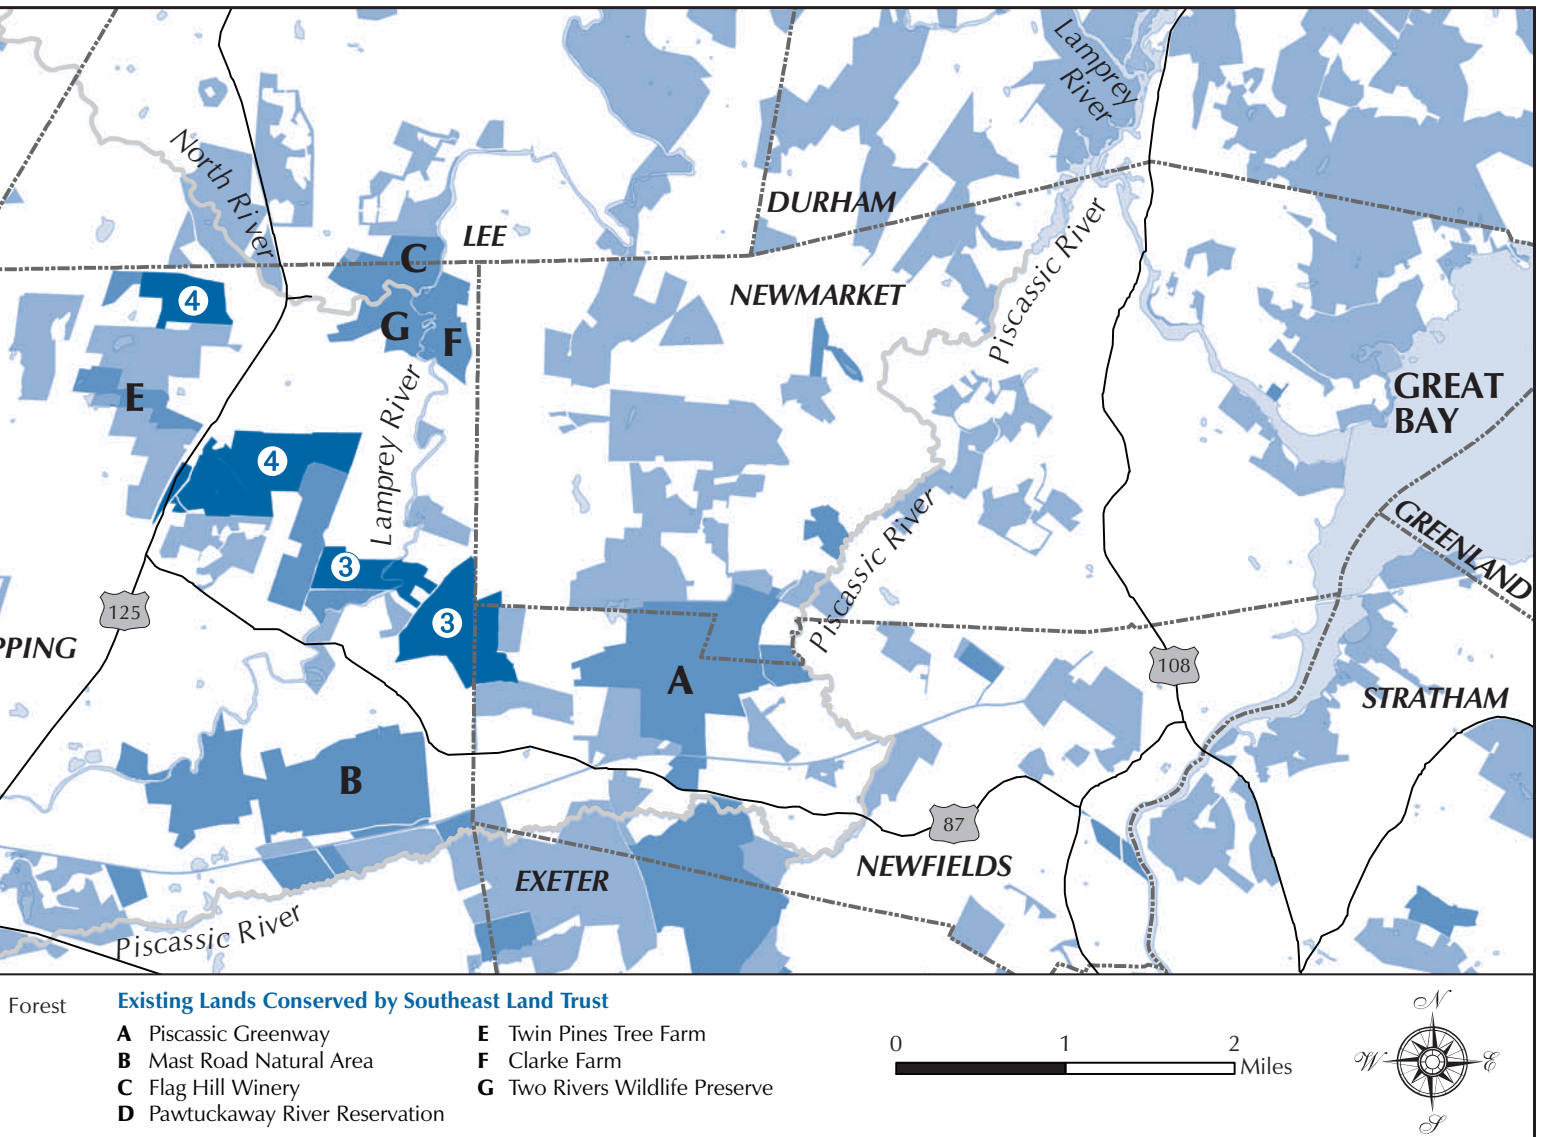 Lamprey
River
North River
DURHAM
LEE
C
Piscassic River
4
NEWMARKET
G
F
E
GREAT
BAY
Lamprey River
4
Piscassic River
GREENLAND
3
3
125
PPING
108
A
STRATHAM
B
87
NEWFIELDS
EXETER
Piscassic River
Forest
Existing Lands Conserved by Southeast Land Trust
A Piscassic Greenway
B Mast Road Natural Area
C Flag Hill Winery
D Pawtuckaway River Reservation
E Twin Pines Tree Farm
F Clarke Farm
G Two Rivers Wildlife Preserve
0 1 2
Miles
N
W E
S